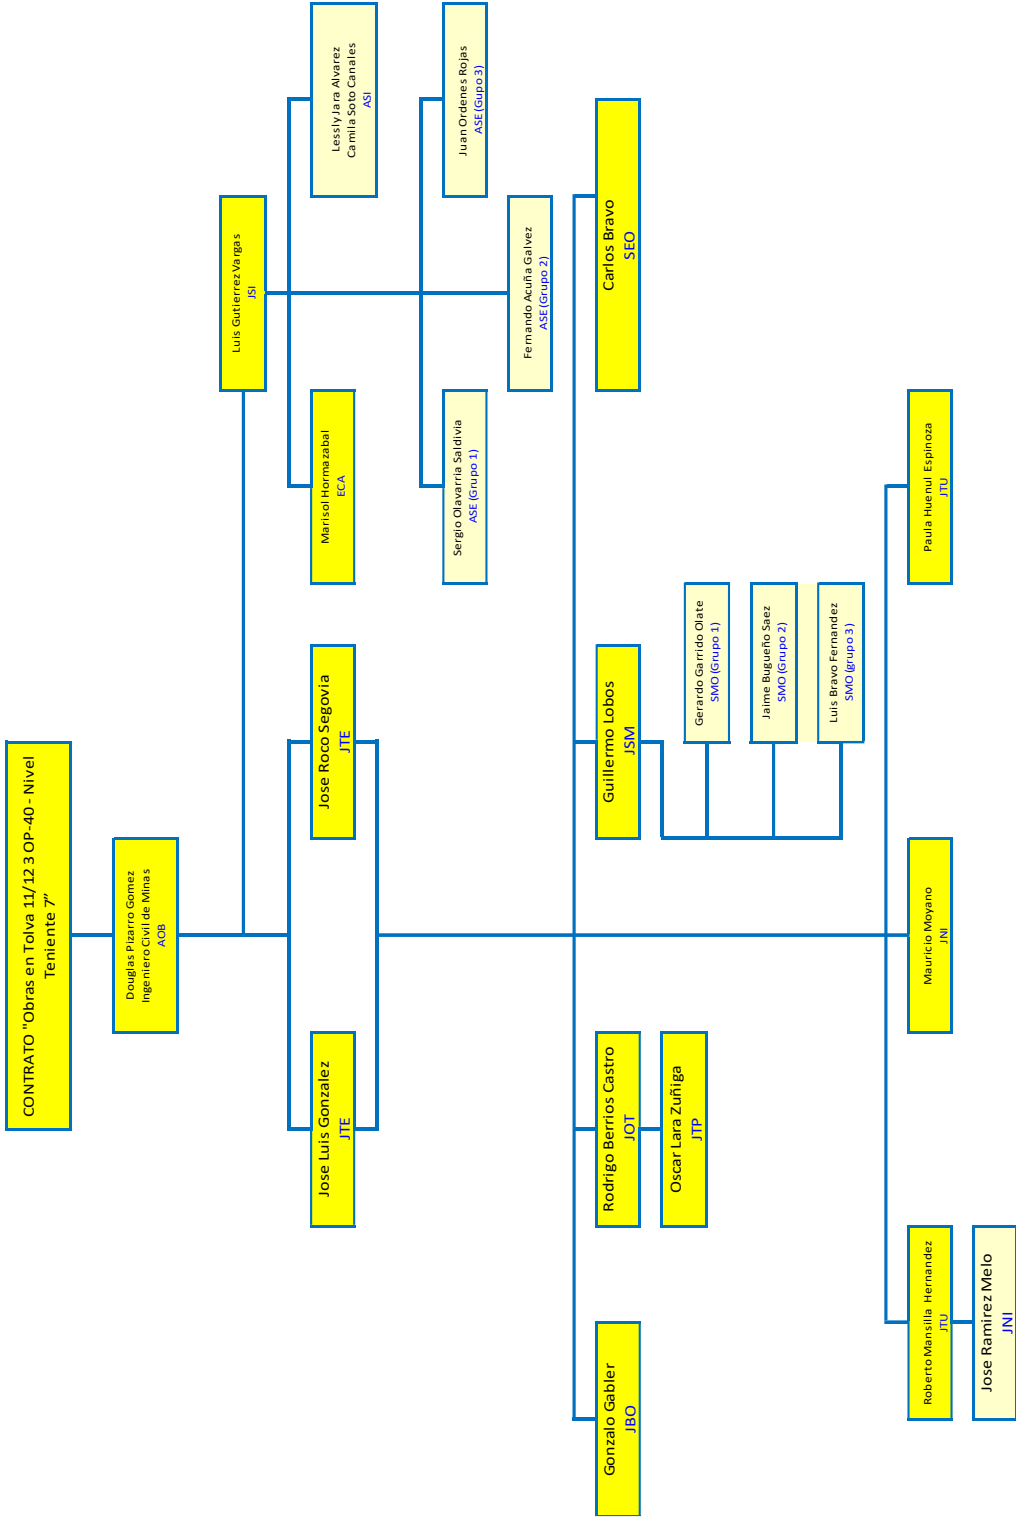 CONTRATO "Obras en Tolva 11/12 3 OP-40 - Nivel
Teniente 7”
Douglas Pizarro Gomez
Ingeniero Civil de Minas
AOB
Luis Gutierrez Vargas
JSI
Jose Luis Gonzalez
JTE
Jose Roco Segovia
JTE
Marisol Hormazabal
ECA
Lessly Jara Alvarez
Camila Soto Canales
ASI
Sergio Olavarria Saldivia
ASE (Grupo 1)
Juan Ordenes Rojas
ASE (Gupo 3)
Fernando Acuña Galvez
ASE (Grupo 2)
Gonzalo Gabler
JBO
Rodrigo Berrios Castro
JOT
Guillermo Lobos
JSM
Carlos Bravo
SEO
Oscar Lara Zuñiga
JTP
Gerardo Garrido Olate
SMO (Grupo 1)
Jaime Bugueño Saez
SMO (Grupo 2)
Luis Bravo Fernandez
SMO (grupo 3 )
Roberto Mansilla Hernandez
JTU
Mauricio Moyano
JNI
Paula Huenul Espinoza
JTU
Jose Ramirez Melo
JNI